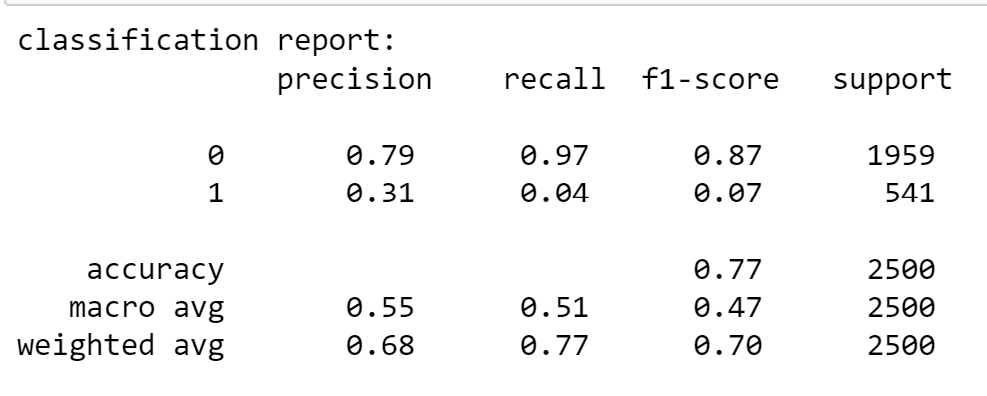 classification report:
precision recall f1-score support
0 0.79 0.97 0.87 1959
1 0.31 0.04 0.07 541
accuracy 0.77 2500
macro avg 0.55 0.51 0.47 2500
weighted avg 0.68 0.77 0.70 2500